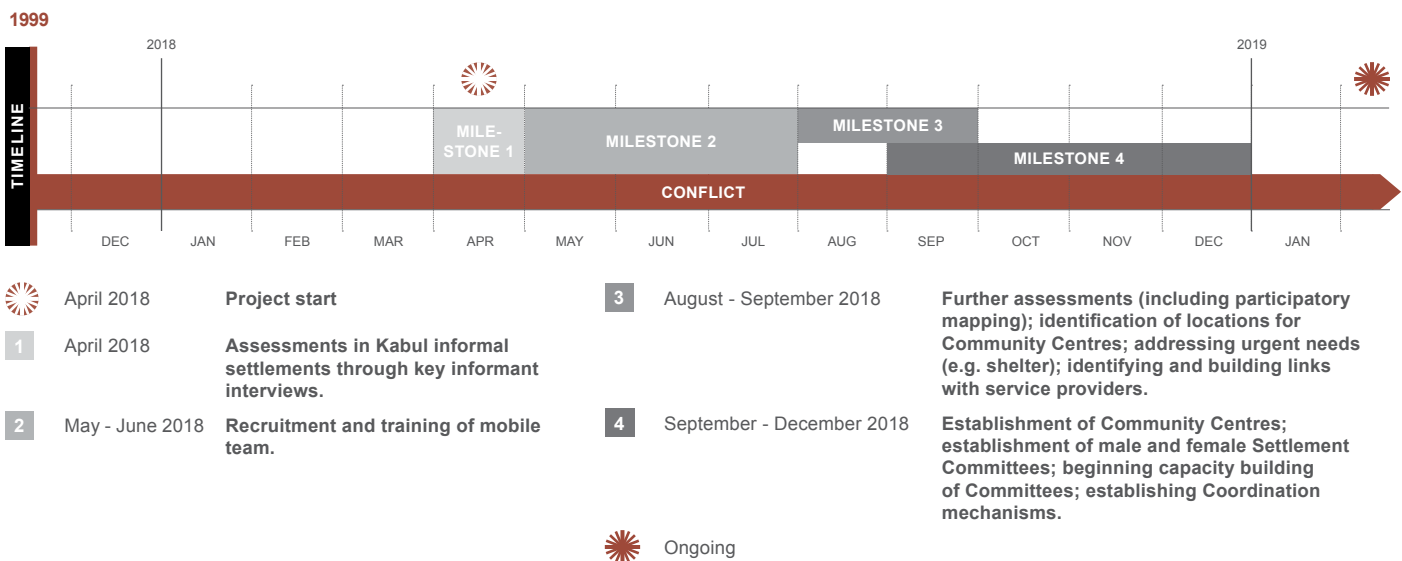 1999
2018
2019
TIMELINE
MILE-
STONE 1
MILESTONE 2
MILESTONE 3
MILESTONE 4
CONFLICT
DEC
JAN
FEB
MAR
APR
MAY
JUN
JUL
AUG
SEP
OCT
NOV
DEC
JAN
April 2018
Project start
1
April 2018
Assessments in Kabul informal
settlements through key informant
interviews.
2
May - June 2018
Recruitment and training of mobile
team.
3
August - September 2018
Further assessments (including participatory
mapping); identification of locations for
Community Centres; addressing urgent needs
(e.g. shelter); identifying and building links
with service providers.
4
September - December 2018
Establishment of Community Centres;
establishment of male and female Settlement
Committees; beginning capacity building
of Committees; establishing Coordination
mechanisms.
Ongoing